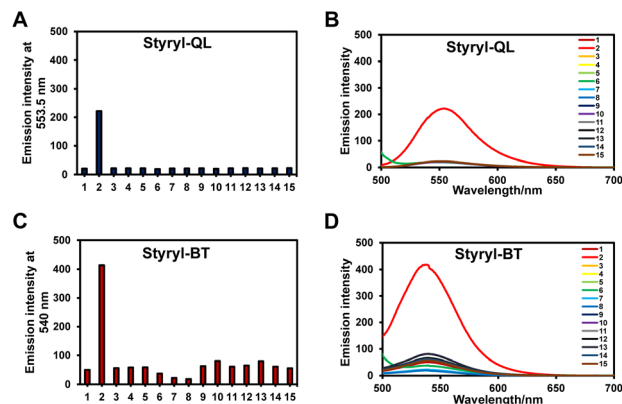 A
Styryl-QL
Emission intensity at
553.5 nm
500
400
300
200
100
0
1 2 3 4 5 6 7 8 9 10 11 12 13 14 15
B
Styryl-QL
Emission intensity
500
400
300
200
100
0
500 550 600 650 700
Wavelength/nm
1
2
3
4
5
6
7
8
9
10
11
12
13
14
15
C
Styryl-BT
Emission intensity at
540 nm
500
400
300
200
100
0
1 2 3 4 5 6 7 8 9 10 11 12 13 14 15
D
Styryl-BT
Emission intensity
500
400
300
200
100
0
500 550 600 650 700
Wavelength/nm
1
2
3
4
5
6
7
8
9
10
11
12
13
14
15